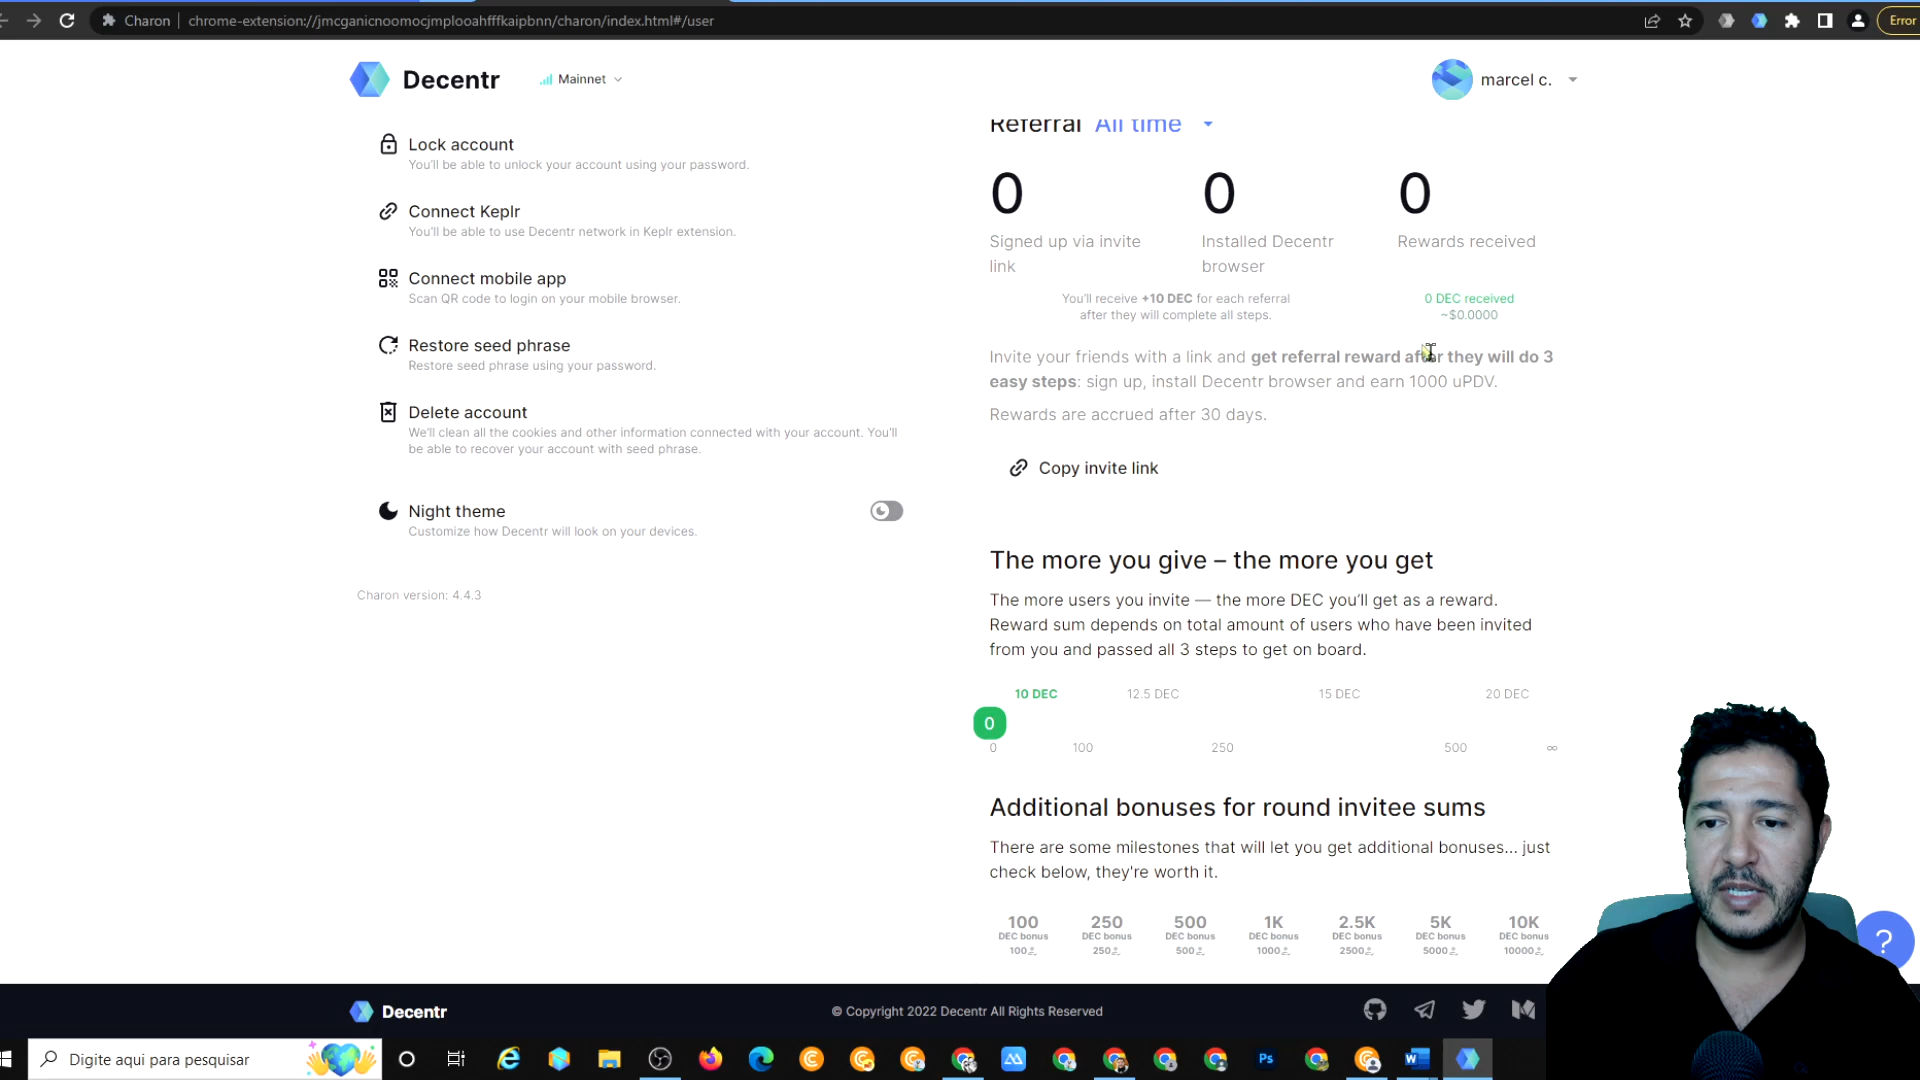 Charon
chrome-extension://jmcganicnoomocjmplooahfffkaipbnn/charon/index.html#/user
Error
Decentr
Mainnet
marcel c.
Lock account
You'll be able to unlock your account using your password.
Connect Keplr
You'll be able to use Decentr network in Keplr extension.
Connect mobile app
Scan QR code to login on your mobile browser.
Restore seed phrase
Restore seed phrase using your password.
Delete account
We'll clean all the cookies and other information connected with your account. You'll
be able to recover your account with seed phrase.
Night theme
Customize how Decentr will look on your devices.
Charon version: 4.4.3
Referral All time
0 0 0
Signed up via invite
link
Installed Decentr
browser
Rewards received
You'll receive +10 DEC for each referral
after they will complete all steps.
0 DEC received
~$0.0000
Invite your friends with a link and get referral reward after they will do 3
easy steps: sign up, install Decentr browser and earn 1000 uPDV.
Rewards are accrued after 30 days.
Copy invite link
The more you give – the more you get
The more users you invite — the more DEC you'll get as a reward.
Reward sum depends on total amount of users who have been invited
from you and passed all 3 steps to get on board.
10 DEC 12.5 DEC 15 DEC 20 DEC
0
0 100 250 500 ∞
Additional bonuses for round invitee sums
There are some milestones that will let you get additional bonuses... just
check below, they're worth it.
100 250 500 1K 2.5K 5K 10K
DEC bonus DEC bonus DEC bonus DEC bonus DEC bonus DEC bonus DEC bonus
100 250 500 1000 2500 5000 10000
?
Decentr
© Copyright 2022 Decentr All Rights Reserved
Digite aqui para pesquisar
Ps